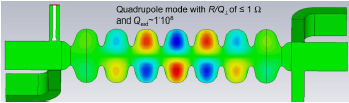 Quadrupole mode with R/Q⊥ of ≤ 1 Ω
and Qext~1˙10⁸